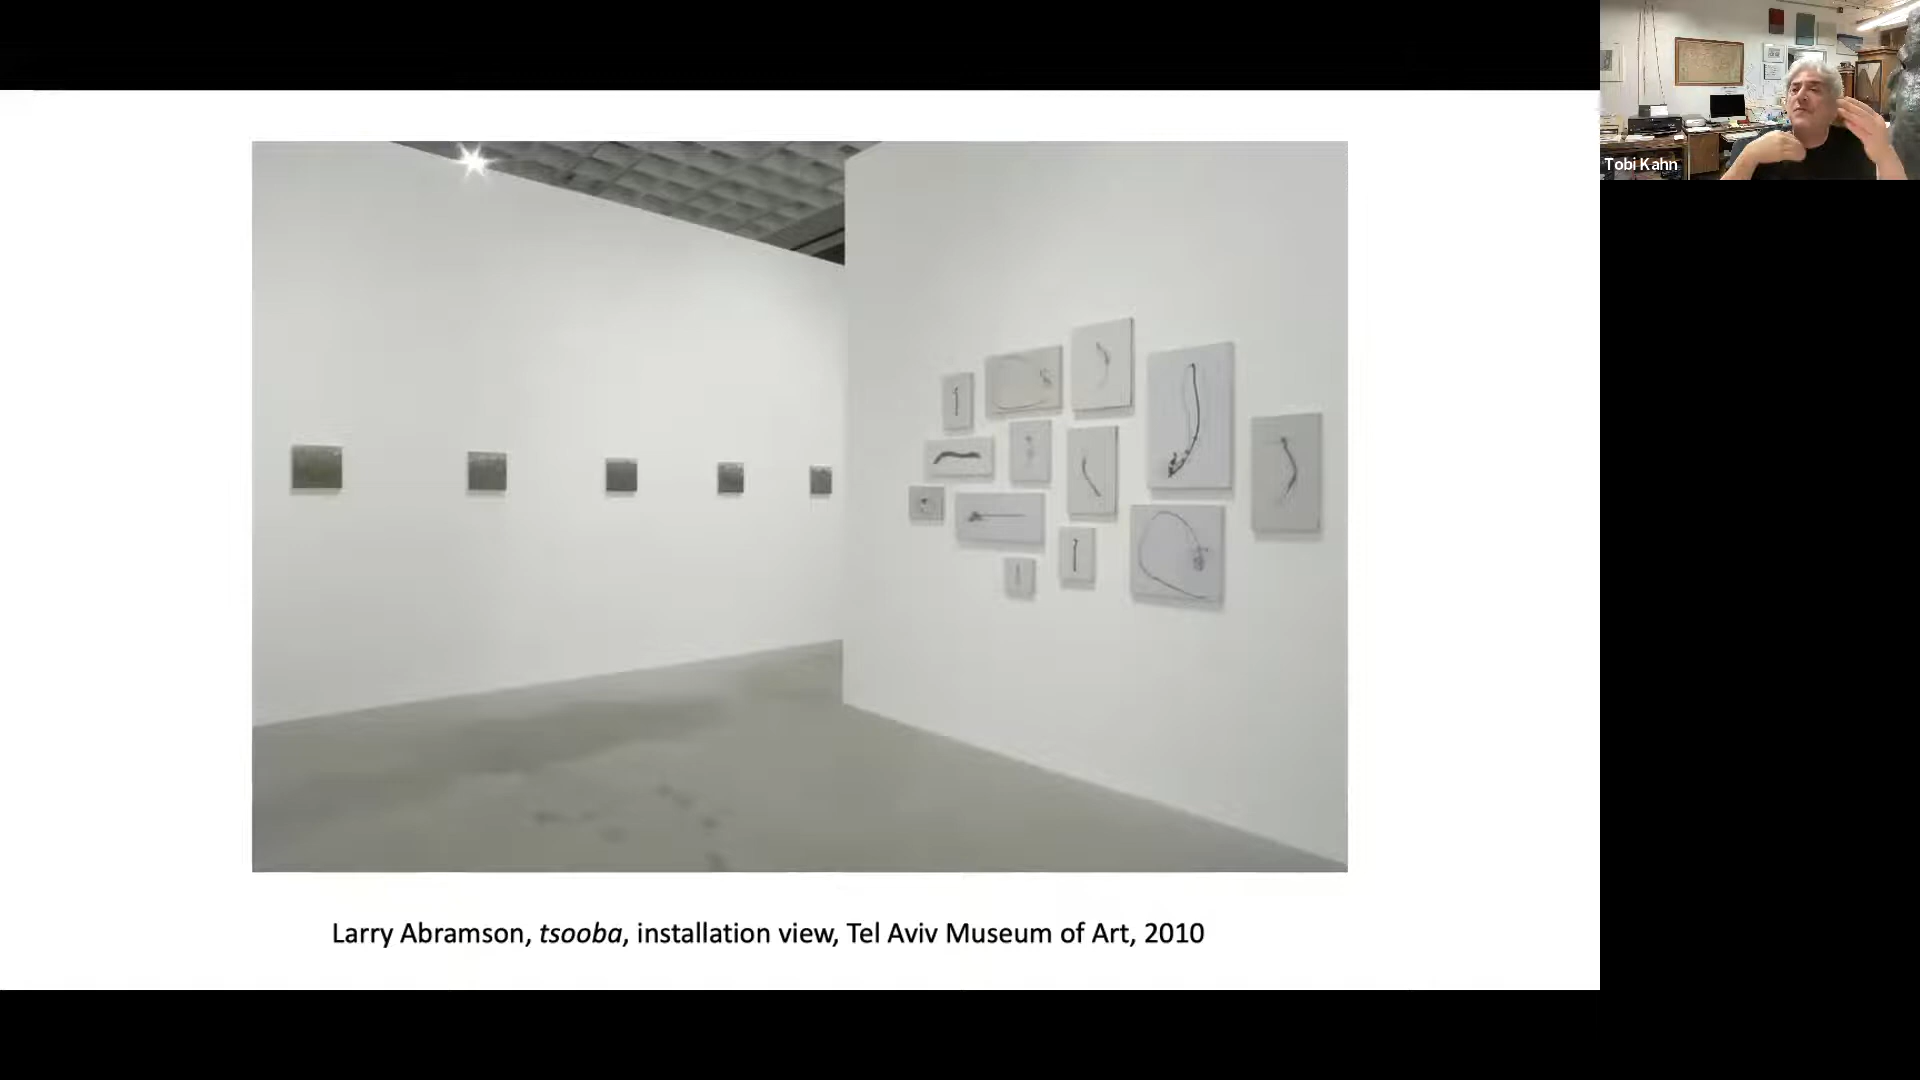 Tobi Kahn
Larry Abramson, tsooba, installation view, Tel Aviv Museum of Art, 2010